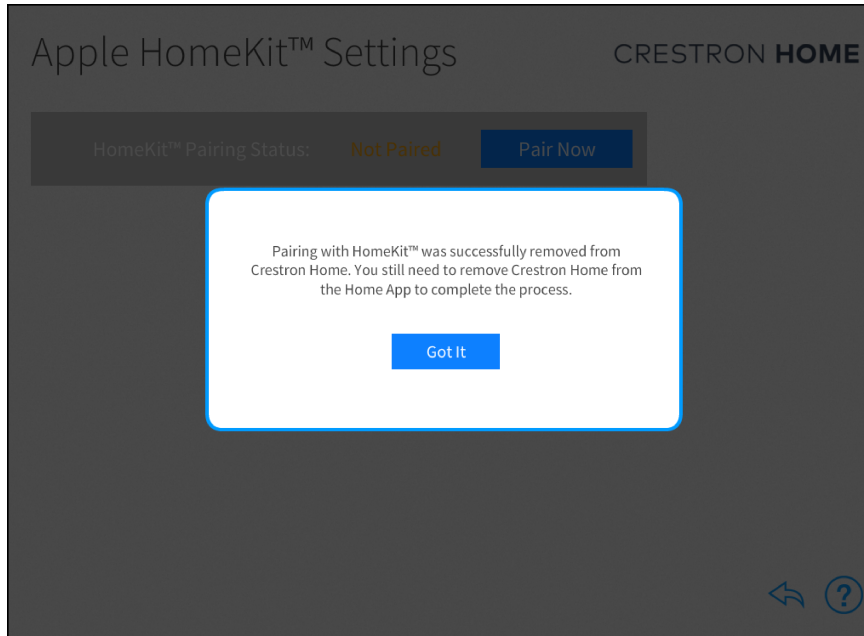 Apple HomeKit™ Settings
CRESTRON HOME
HomeKit™ Pairing Status:
Not Paired
Pair Now
Pairing with HomeKit™ was successfully removed from
Crestron Home. You still need to remove Crestron Home from
the Home App to complete the process.
Got It
?